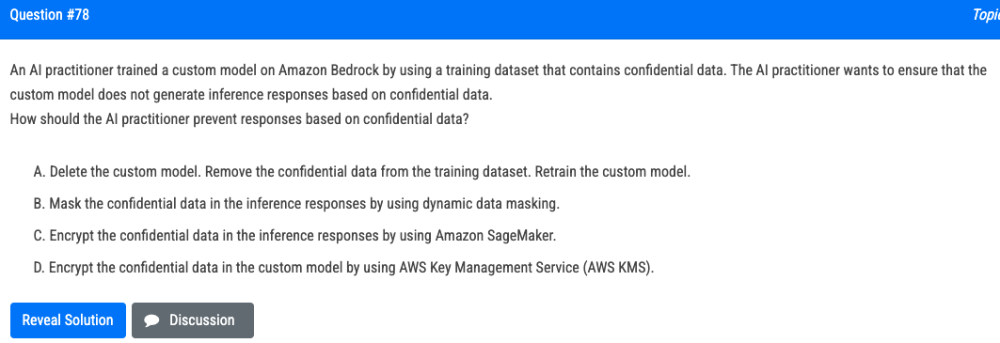 Question #78
Topic
An AI practitioner trained a custom model on Amazon Bedrock by using a training dataset that contains confidential data. The AI practitioner wants to ensure that the
custom model does not generate inference responses based on confidential data.
How should the AI practitioner prevent responses based on confidential data?
A. Delete the custom model. Remove the confidential data from the training dataset. Retrain the custom model.
B. Mask the confidential data in the inference responses by using dynamic data masking.
C. Encrypt the confidential data in the inference responses by using Amazon SageMaker.
D. Encrypt the confidential data in the custom model by using AWS Key Management Service (AWS KMS).
Reveal Solution
Discussion